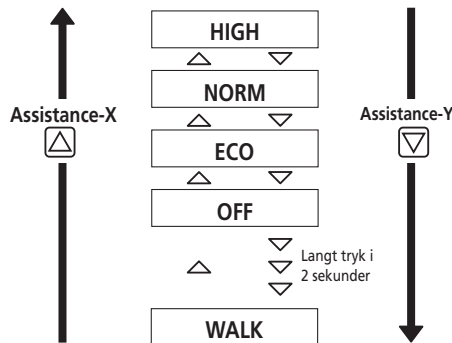 HIGH
NORM
Assistance-X
Assistance-Y
ECO
OFF
Langt tryk i
2 sekunder
WALK